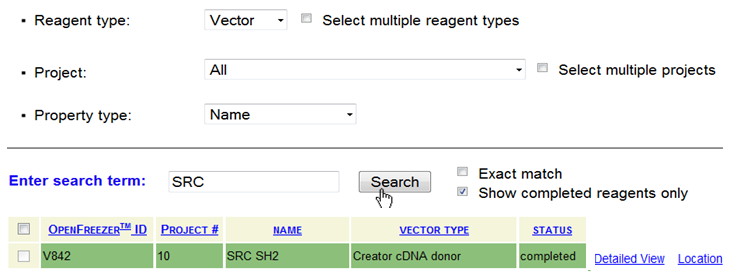 ▪ Reagent type: Vector Select multiple reagent types
▪ Project: All Select multiple projects
▪ Property type: Name
Enter search term: SRC Search Exact match
Show completed reagents only
OpenFreezer™ ID Project # NAME VECTOR TYPE STATUS
V842 10 SRC SH2 Creator cDNA donor completed Detailed View Location